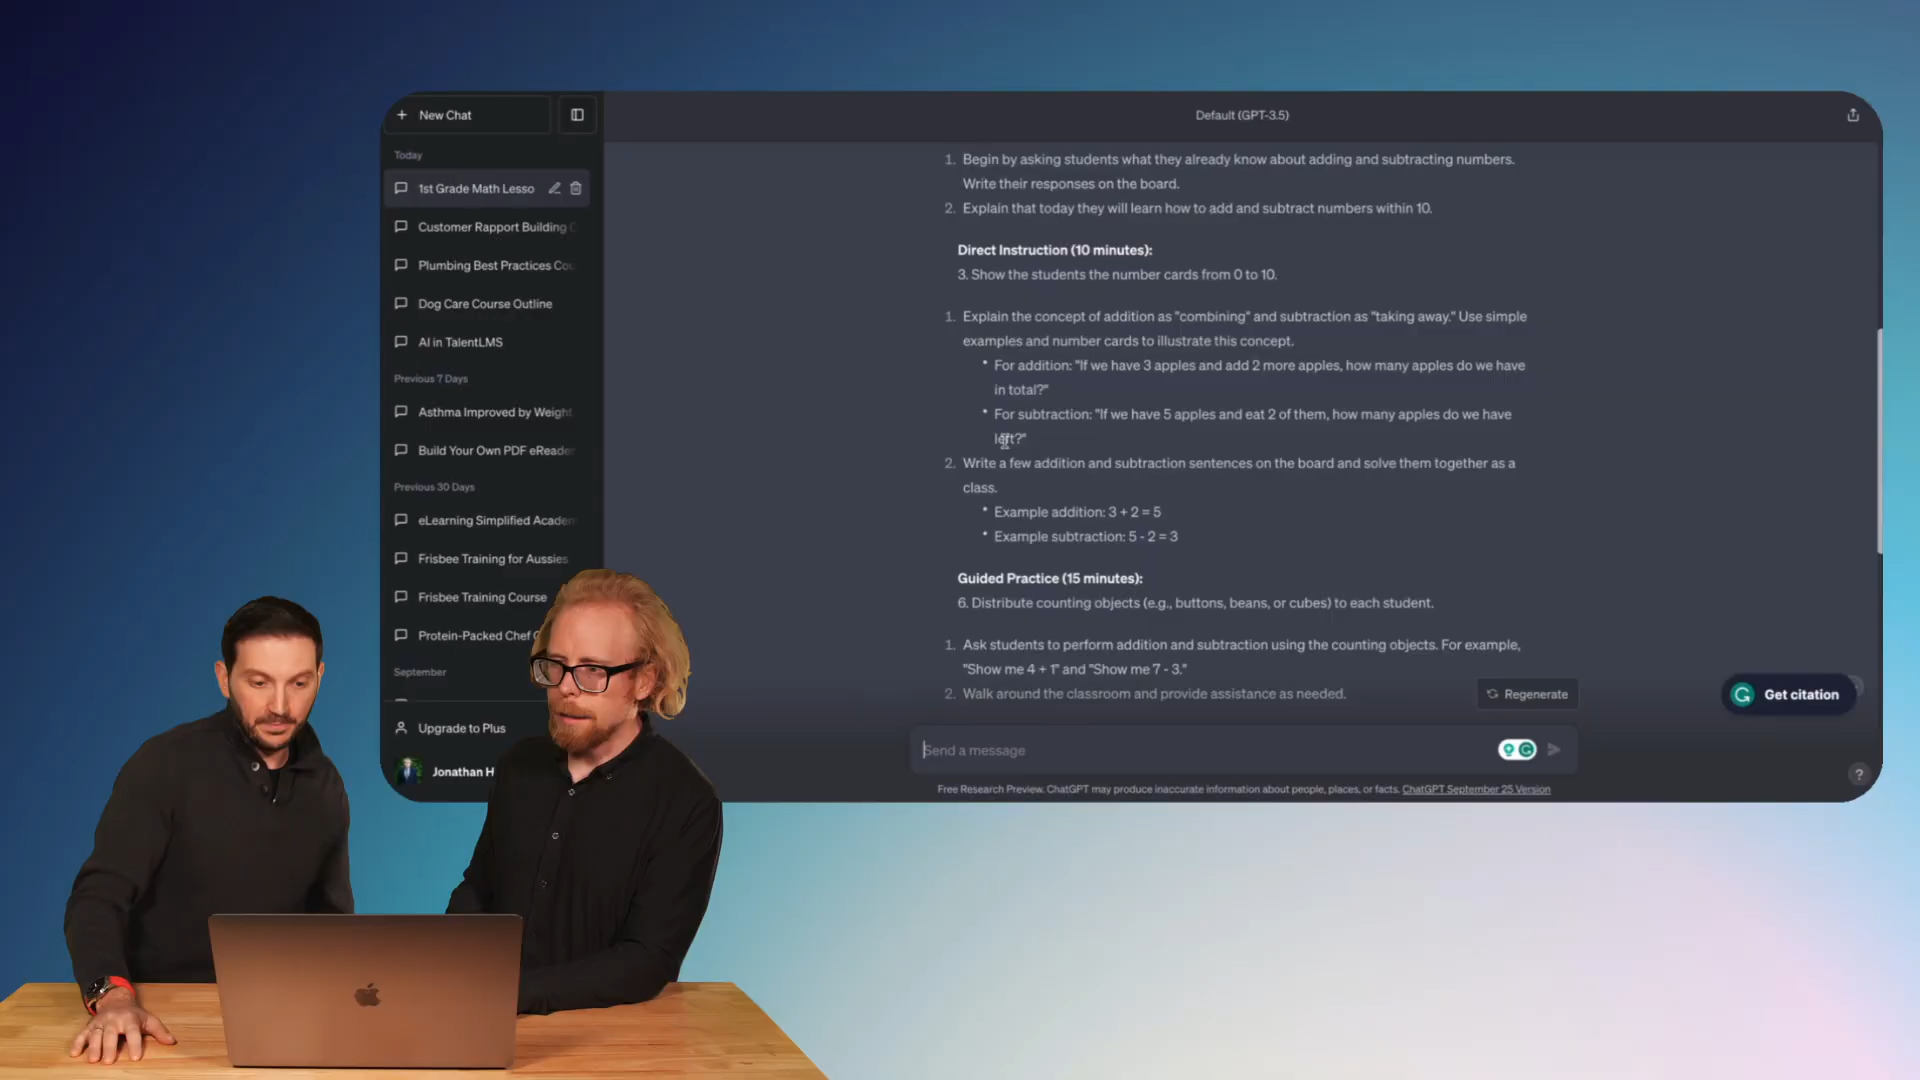 New Chat
Default (GPT-3.5)
Today
1st Grade Math Lesso
Customer Rapport Building C
Plumbing Best Practices Cou
Dog Care Course Outline
AI in TalentLMS
Previous 7 Days
Asthma Improved by Weight
Build Your Own PDF eReader
Previous 30 Days
eLearning Simplified Academ
Frisbee Training for Aussies
Frisbee Training Course
Protein-Packed Chef
September
Upgrade to Plus
Jonathan H
1. Begin by asking students what they already know about adding and subtracting numbers.
Write their responses on the board.
2. Explain that today they will learn how to add and subtract numbers within 10.
Direct Instruction (10 minutes):
3. Show the students the number cards from 0 to 10.
1. Explain the concept of addition as "combining" and subtraction as "taking away." Use simple
examples and number cards to illustrate this concept.
• For addition: "If we have 3 apples and add 2 more apples, how many apples do we have
in total?"
• For subtraction: "If we have 5 apples and eat 2 of them, how many apples do we have
left?"
2. Write a few addition and subtraction sentences on the board and solve them together as a
class.
• Example addition: 3 + 2 = 5
• Example subtraction: 5 - 2 = 3
Guided Practice (15 minutes):
6. Distribute counting objects (e.g., buttons, beans, or cubes) to each student.
1. Ask students to perform addition and subtraction using the counting objects. For example,
"Show me 4 + 1" and "Show me 7 - 3."
2. Walk around the classroom and provide assistance as needed.
Regenerate
Get citation
Send a message
Free Research Preview. ChatGPT may produce inaccurate information about people, places, or facts. ChatGPT September 25 Version
?